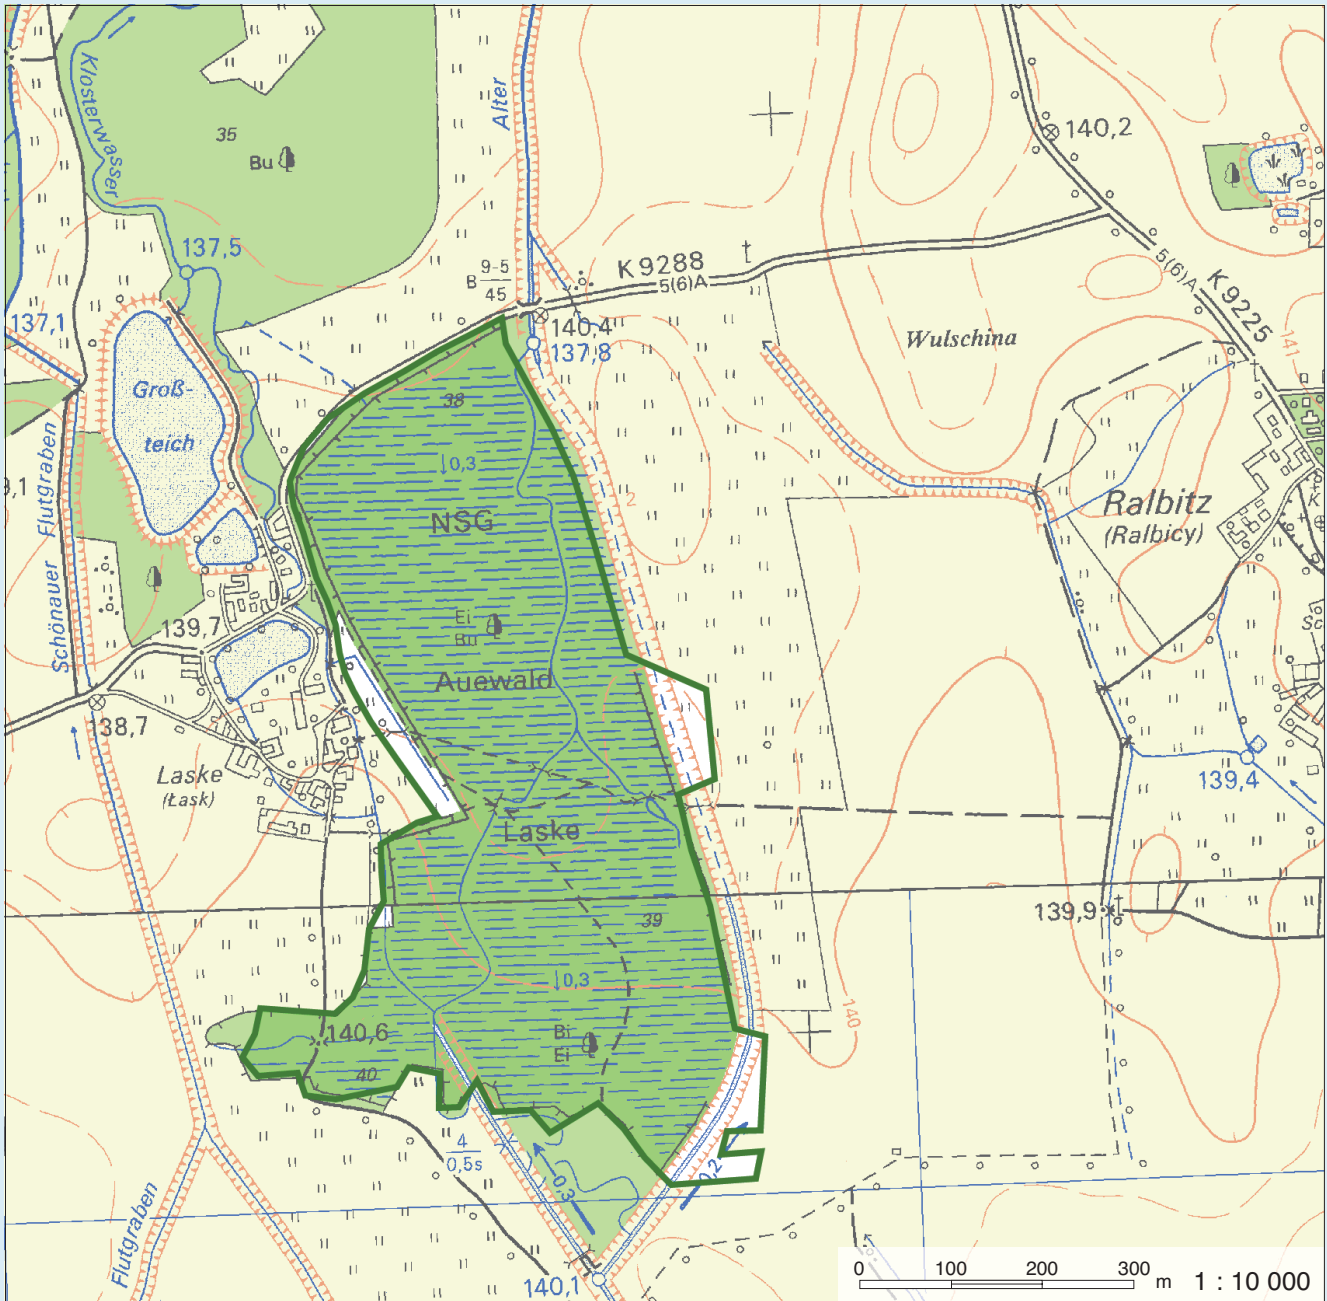 Klosterwasser
Alter
35
Bu
140,2
137,5
K 9288
5(6)A
9-5
B
45
5(6)A
K 9225
137,1
140,4
137,8
Wulschina
141
Groß-
teich
38
0,3
2
NSG
Ralbitz
(Ralbicy)
Schönauer Flutgraben
Ei
Bu
139,7
Auewald
138,7
Laske
(Łask)
139,4
Laske
39
139,9
0,3
140
140,6
Bi
Ei
40
4
0,5s
0,3
0,2
Flutgraben
140,1
0 100 200 300 m 1 : 10 000